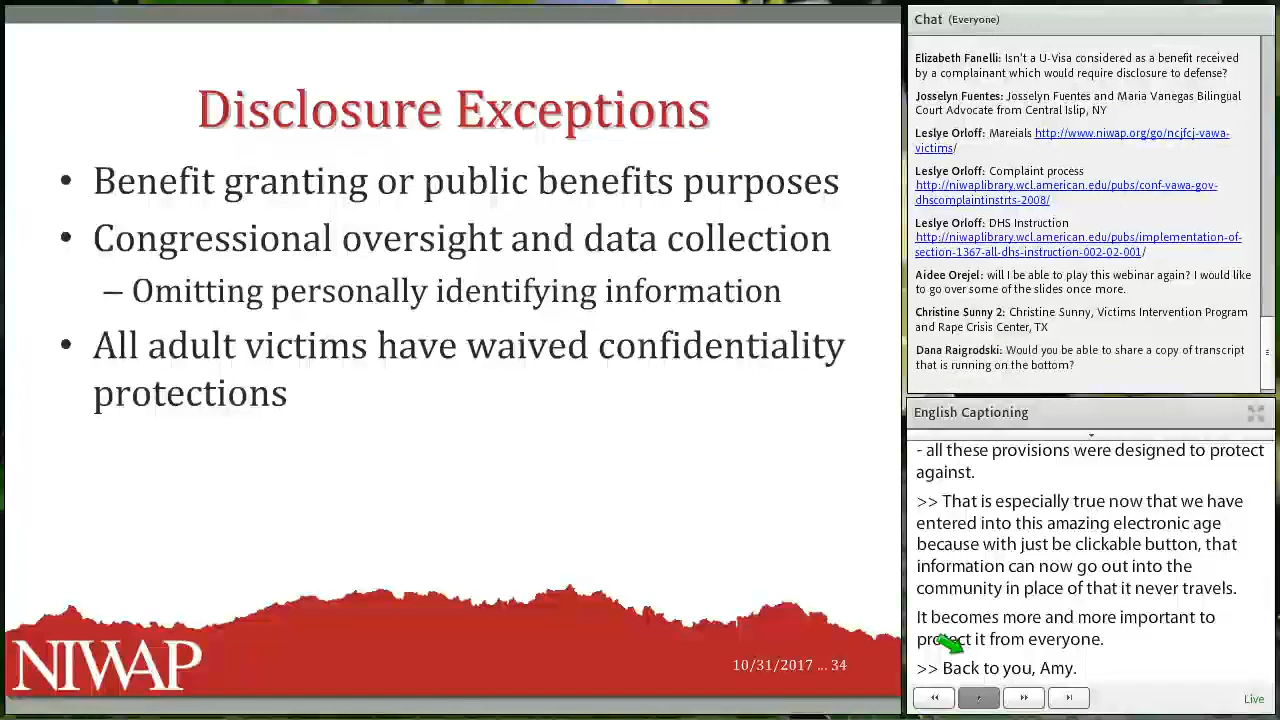 Disclosure Exceptions
• Benefit granting or public benefits purposes
• Congressional oversight and data collection
– Omitting personally identifying information
• All adult victims have waived confidentiality
protections
NIWAP
10/31/2017 ... 34
Chat (Everyone)
Elizabeth Fanelli: Isn't a U-Visa considered as a benefit received
by a complainant which would require disclosure to defense?
Josselyn Fuentes: Josselyn Fuentes and Maria Vanegas Bilingual
Court Advocate from Central Islip, NY
Leslye Orloff: Mareials http://www.niwap.org/go/ncjfcj-vawa-
victims/
Leslye Orloff: Complaint process
http://niwaplibrary.wcl.american.edu/pubs/conf-vawa-gov-
dhscomplaintinstrts-2008/
Leslye Orloff: DHS Instruction
http://niwaplibrary.wcl.american.edu/pubs/implementation-of-
section-1367-all-dhs-instruction-002-02-001/
Aidee Orejel: will I be able to play this webinar again? I would like
to go over some of the slides once more.
Christine Sunny 2: Christine Sunny, Victims Intervention Program
and Rape Crisis Center, TX
Dana Raigrodski: Would you be able to share a copy of transcript
that is running on the bottom?
English Captioning
- all these provisions were designed to protect
against.
>> That is especially true now that we have
entered into this amazing electronic age
because with just be clickable button, that
information can now go out into the
community in place of that it never travels.
It becomes more and more important to
protect it from everyone.
>> Back to you, Amy.
Live